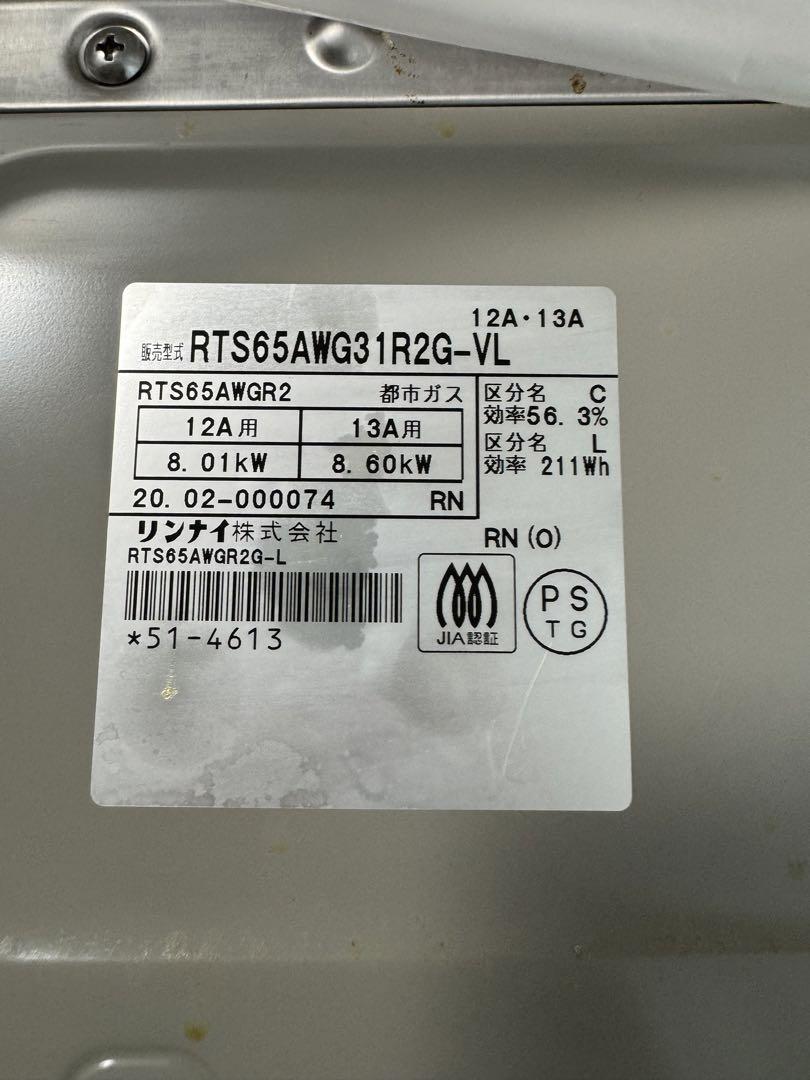 12A・13A
販売型式 RTS65AWG31R2G-VL
RTS65AWGR2 都市ガス
12A用 13A用
8.01kW 8.60kW
20.02-000074 RN
区分名 C
効率56.3%
区分名 L
効率 211Wh
リンナイ株式会社
RTS65AWGR2G-L
*51-4613
RN(O)
JIA認証
PS
TG